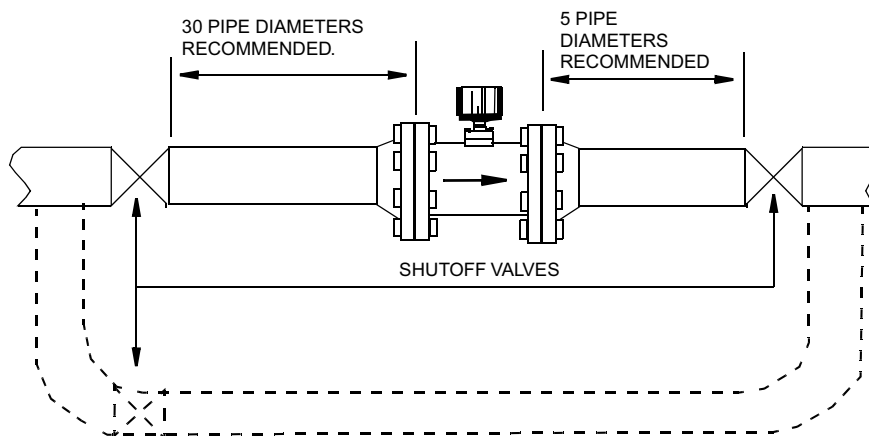 30 PIPE DIAMETERS
RECOMMENDED.
5 PIPE
DIAMETERS
RECOMMENDED
SHUTOFF VALVES